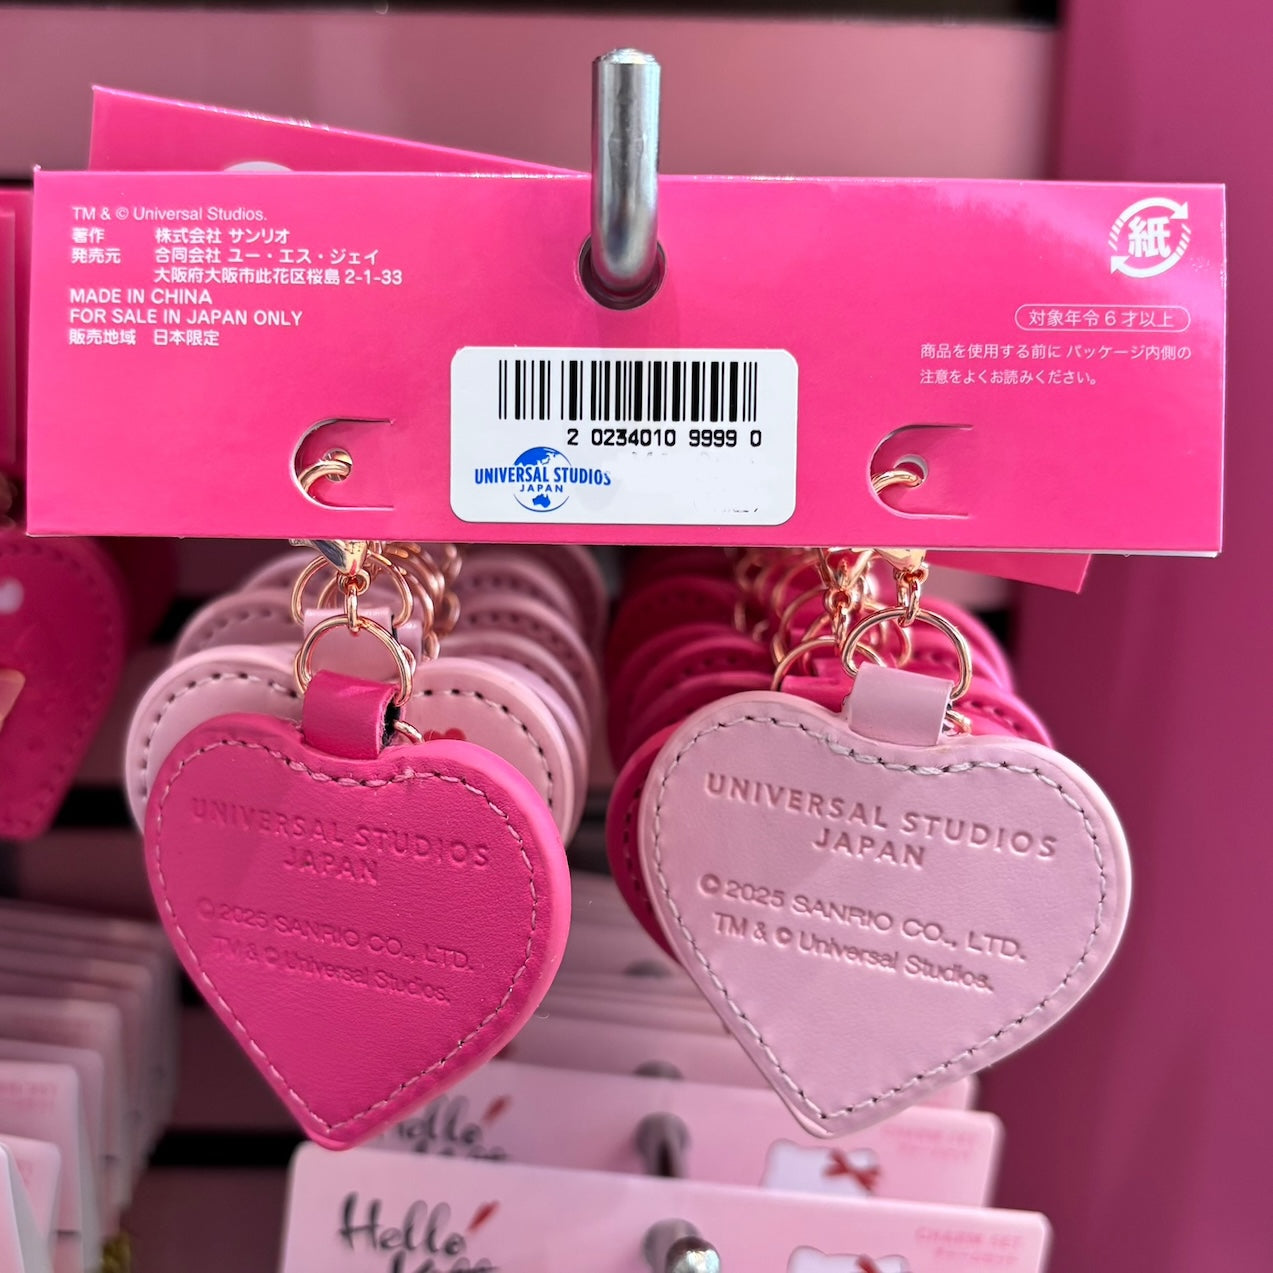 TM & © Universal Studios.
著作 株式会社 サンリオ
発売元 合同会社 ユー・エス・ジェイ
大阪府大阪市此花区桜島 2-1-33
MADE IN CHINA
FOR SALE IN JAPAN ONLY
販売地域 日本限定
紙
対象年令 6 才以上
商品を使用する前に パッケージ内側の
注意をよくお読みください。
2 0234010 9999 0
UNIVERSAL STUDIOS
JAPAN
UNIVERSAL STUDIOS
JAPAN
© 2025 SANRIO CO., LTD.
TM & © Universal Studios.
UNIVERSAL STUDIOS
JAPAN
© 2025 SANRIO CO., LTD.
TM & © Universal Studios.
Hello
CHARM SET
Hello
CHARM SET